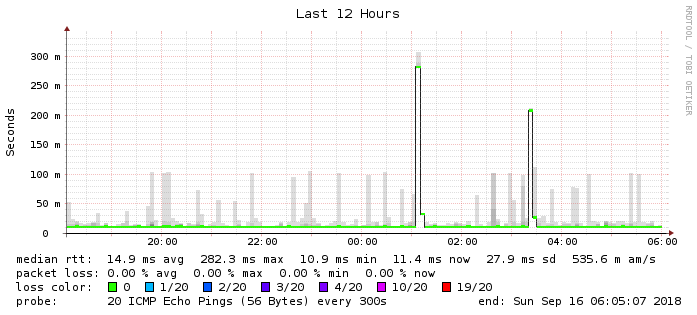 Last 12 Hours
RRDTOOL / TOBI OETIKER
Seconds
300 m
250 m
200 m
150 m
100 m
50 m
0
20:00 22:00 00:00 02:00 04:00 06:00
median rtt: 14.9 ms avg 282.3 ms max 10.9 ms min 11.4 ms now 27.9 ms sd 535.6 m am/s
packet loss: 0.00 % avg 0.00 % max 0.00 % min 0.00 % now
loss color: 0 1/20 2/20 3/20 4/20 10/20 19/20
probe: 20 ICMP Echo Pings (56 Bytes) every 300s end: Sun Sep 16 06:05:07 2018